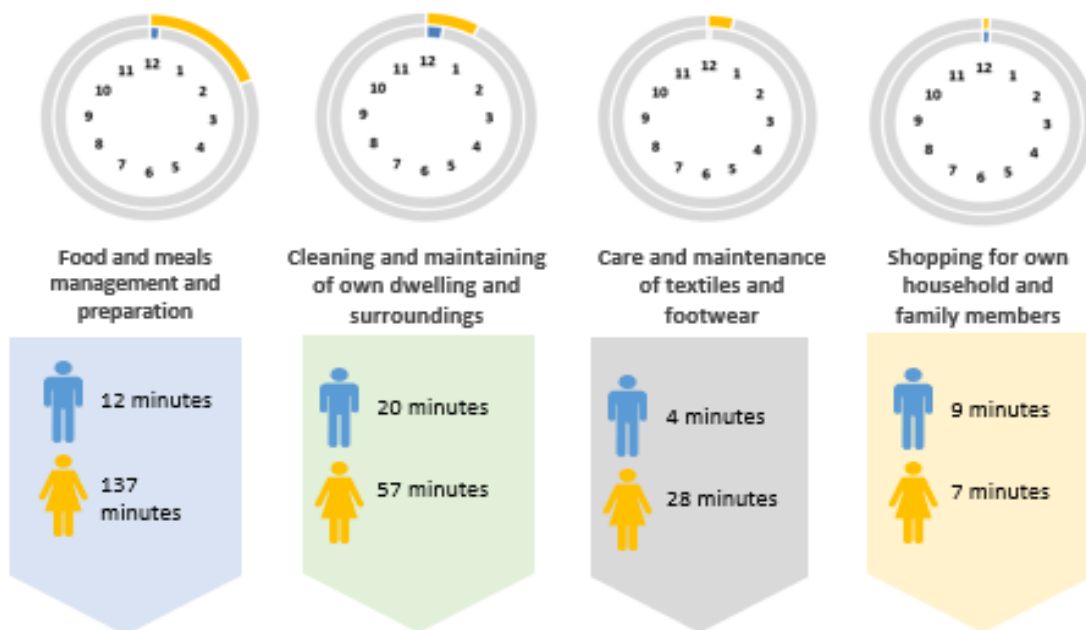 12
1
2
3
4
5
6
7
8
9
10
11
12
1
2
3
4
5
6
7
8
9
10
11
12
1
2
3
4
5
6
7
8
9
10
11
12
1
2
3
4
5
6
7
8
9
10
11
Food and meals
management and
preparation
12 minutes
137
minutes
Cleaning and maintaining
of own dwelling and
surroundings
20 minutes
57 minutes
Care and maintenance
of textiles and
footwear
4 minutes
28 minutes
Shopping for own
household and
family members
9 minutes
7 minutes